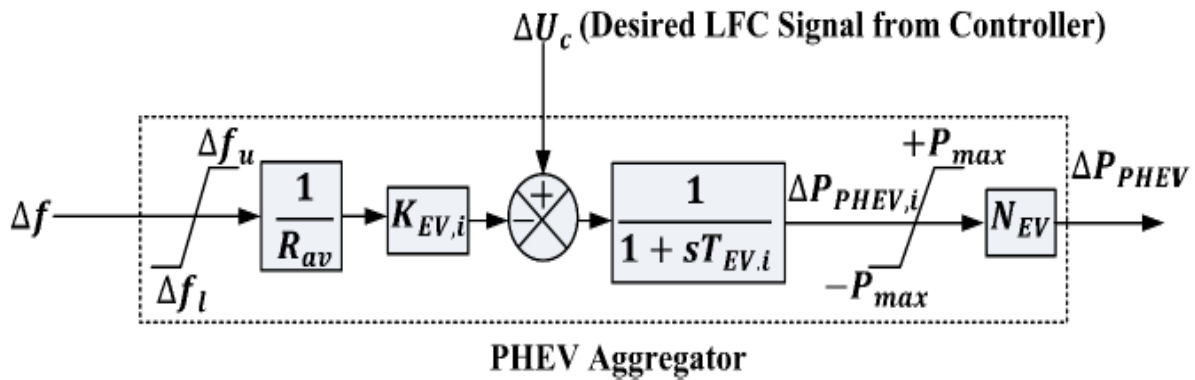 ΔU_c (Desired LFC Signal from Controller)
Δf
Δf_u
Δf_l
1
R_av
K_EV,i
+
−
1
1 + sT_EV.i
ΔP_PHEV,i
+P_max
−P_max
N_EV
ΔP_PHEV
PHEV Aggregator